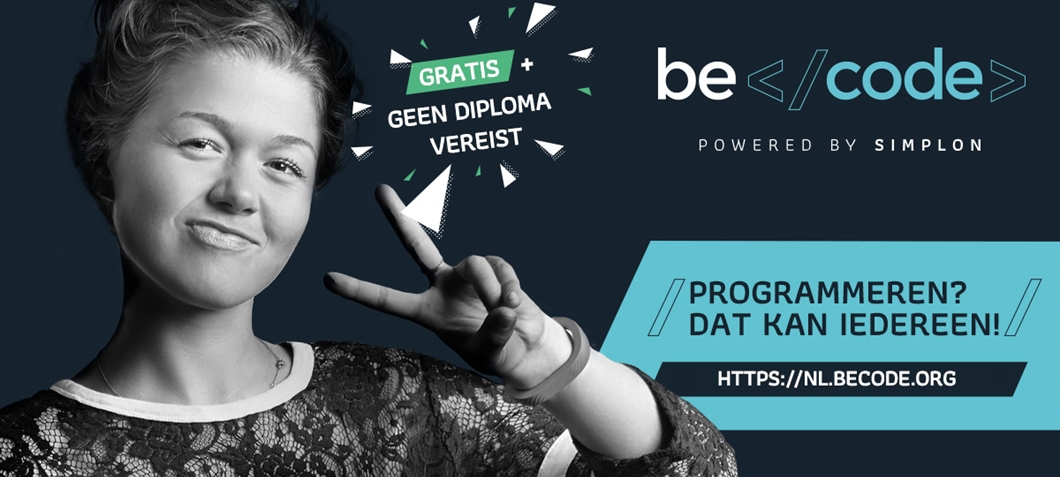 GRATIS +
GEEN DIPLOMA
VEREIST
be </code>
POWERED BY SIMPLON
PROGRAMMEREN?
DAT KAN IEDEREEN!
HTTPS://NL.BECODE.ORG